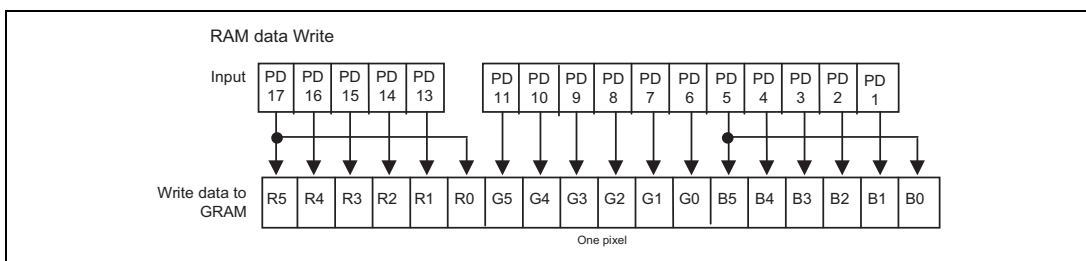 RAM data Write
Input PD PD PD PD PD PD PD PD PD PD PD PD PD PD PD PD
17 16 15 14 13 11 10 9 8 7 6 5 4 3 2 1
Write data to
GRAM
R5 R4 R3 R2 R1 R0 G5 G4 G3 G2 G1 G0 B5 B4 B3 B2 B1 B0
One pixel